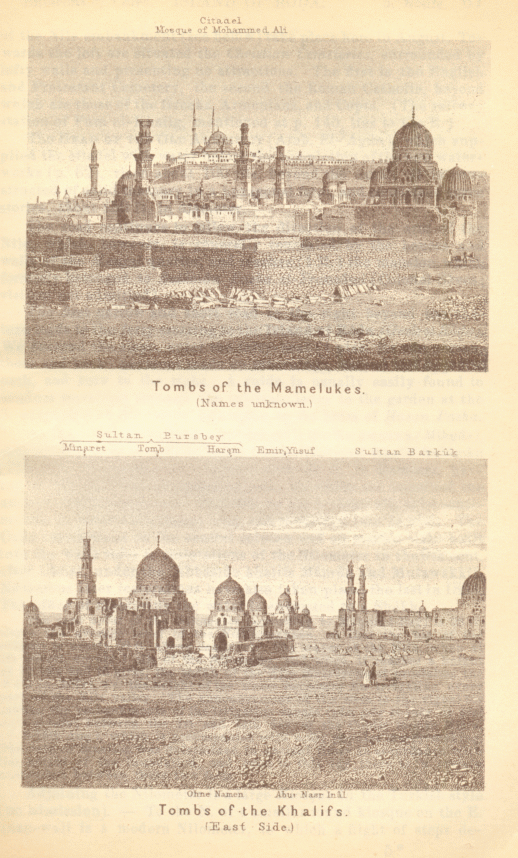 Citadel
Mosque of Mohammed Ali
Tombs of the Mamelukes.
(Names unknown.)
Sultan Bursbey
Minaret Tomb Harem Emir Yûsuf Sultan Barkûk
Ohne Namen Abu Nasr Inâl
Tombs of the Khalifs.
(East Side.)